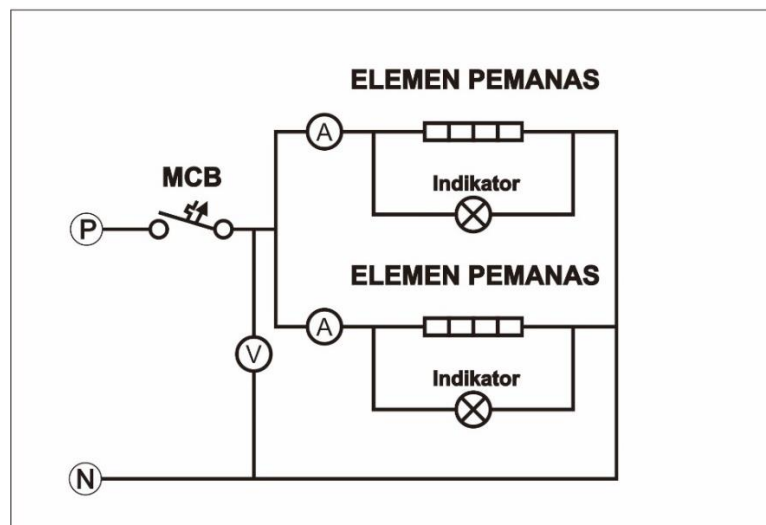 ELEMEN PEMANAS
A
MCB
Indikator
P
ELEMEN PEMANAS
A
V
Indikator
N